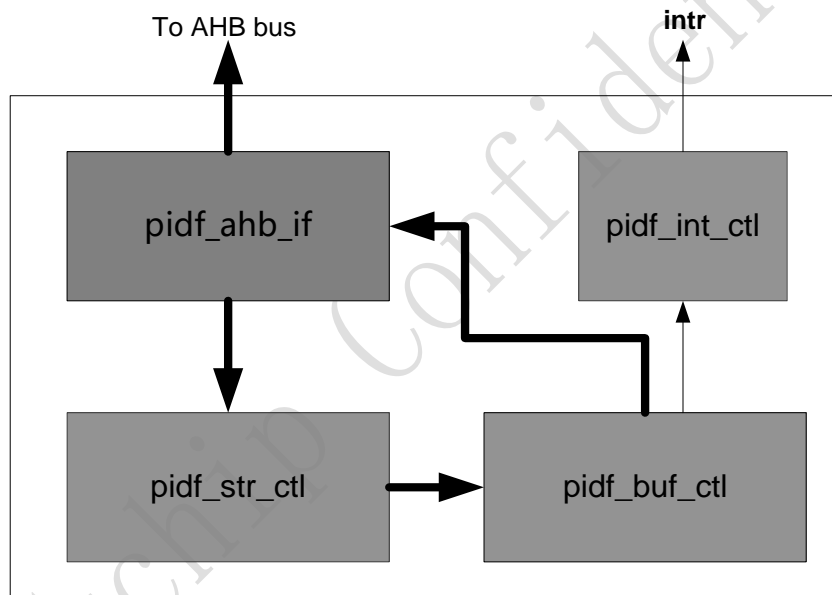 To AHB bus
intr
pidf_ahb_if
pidf_int_ctl
pidf_str_ctl
pidf_buf_ctl